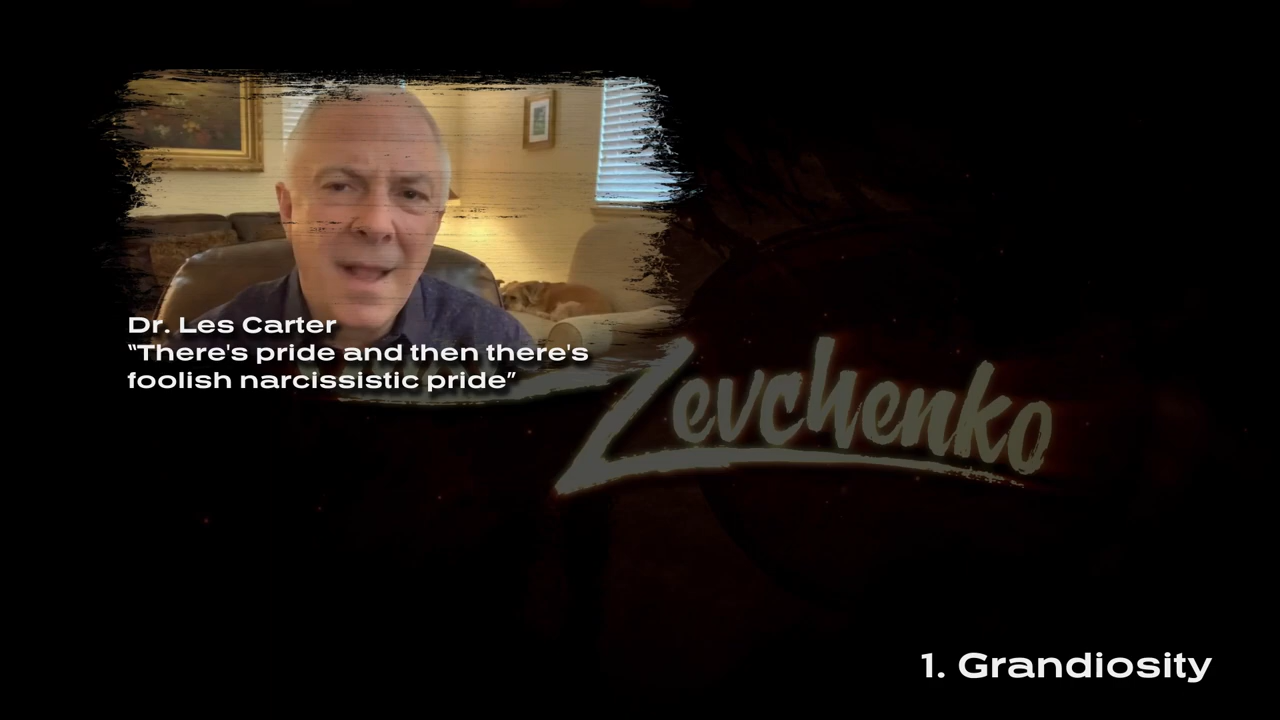 Dr. Les Carter
"There's pride and then there's
foolish narcissistic pride"
Zevchenko
1. Grandiosity